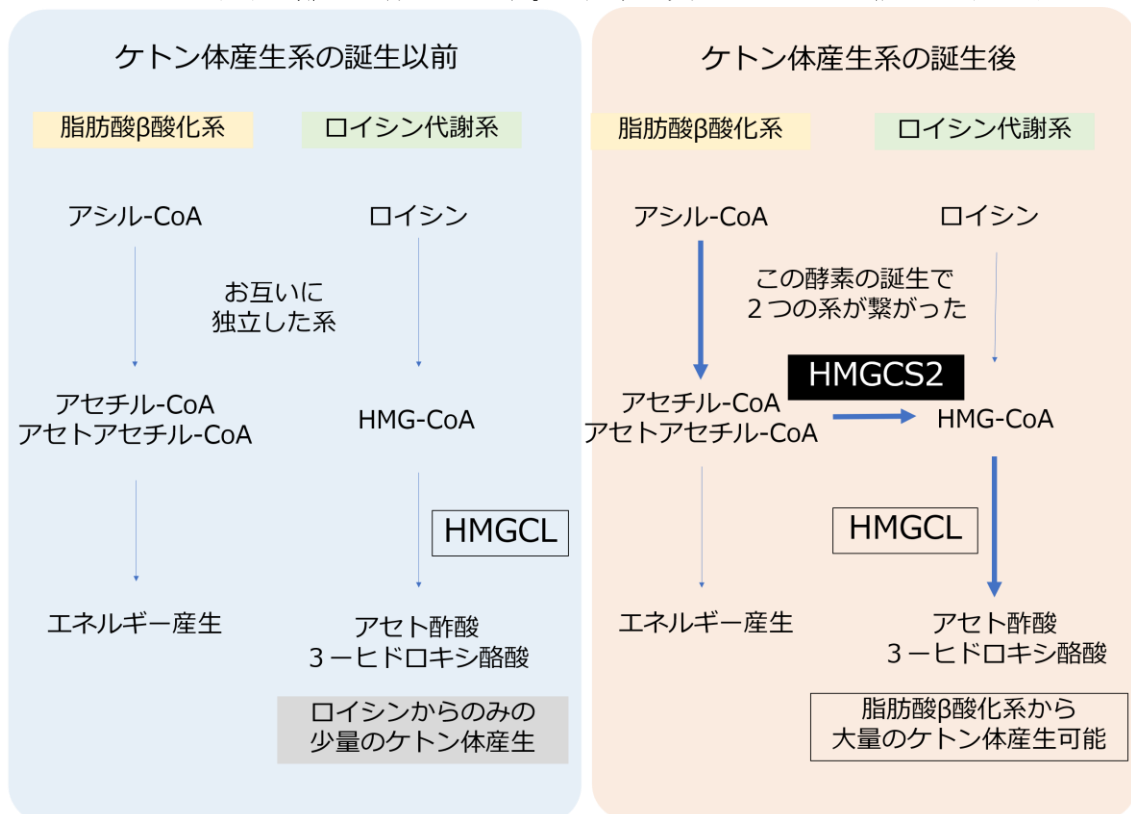 ケトン体産生系の誕生以前
脂肪酸β酸化系
ロイシン代謝系
アシル-CoA
ロイシン
お互いに
独立した系
アセチル-CoA
アセトアセチル-CoA
HMG-CoA
HMGCL
エネルギー産生
アセト酢酸
３－ヒドロキシ酪酸
ロイシンからのみの
少量のケトン体産生
ケトン体産生系の誕生後
脂肪酸β酸化系
ロイシン代謝系
アシル-CoA
ロイシン
この酵素の誕生で
２つの系が繋がった
HMGCS2
アセチル-CoA
アセトアセチル-CoA
HMG-CoA
HMGCL
エネルギー産生
アセト酢酸
３－ヒドロキシ酪酸
脂肪酸β酸化系から
大量のケトン体産生可能